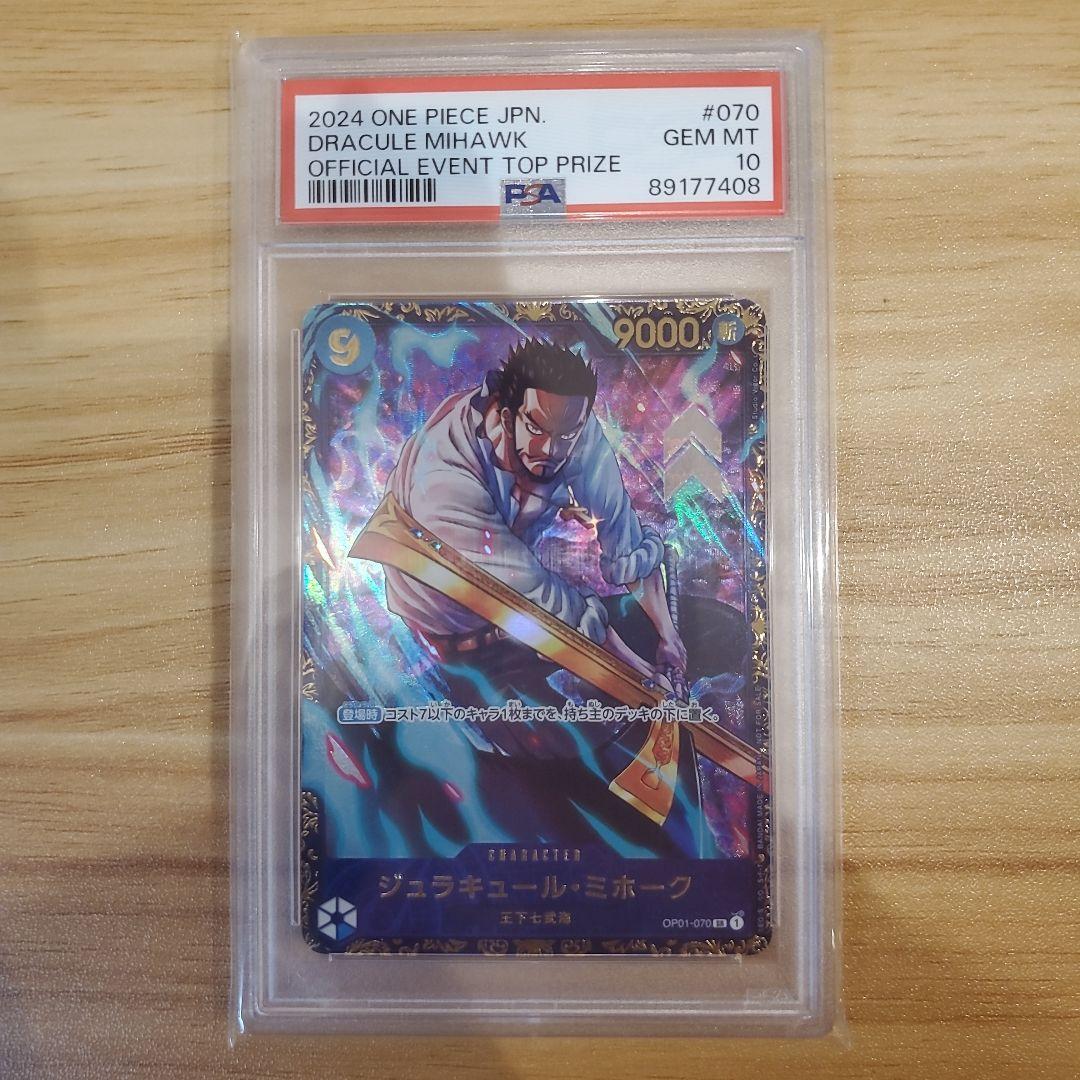 2024 ONE PIECE JPN. #070
DRACULE MIHAWK GEM MT
OFFICIAL EVENT TOP PRIZE 10
PSA 89177408
9 9000 斬
登場時 コスト7以下のキャラ1枚までを、持ち主のデッキの下に置く。
CHARACTER
ジュラキュール・ミホーク
王下七武海
OP01-070 SR 1